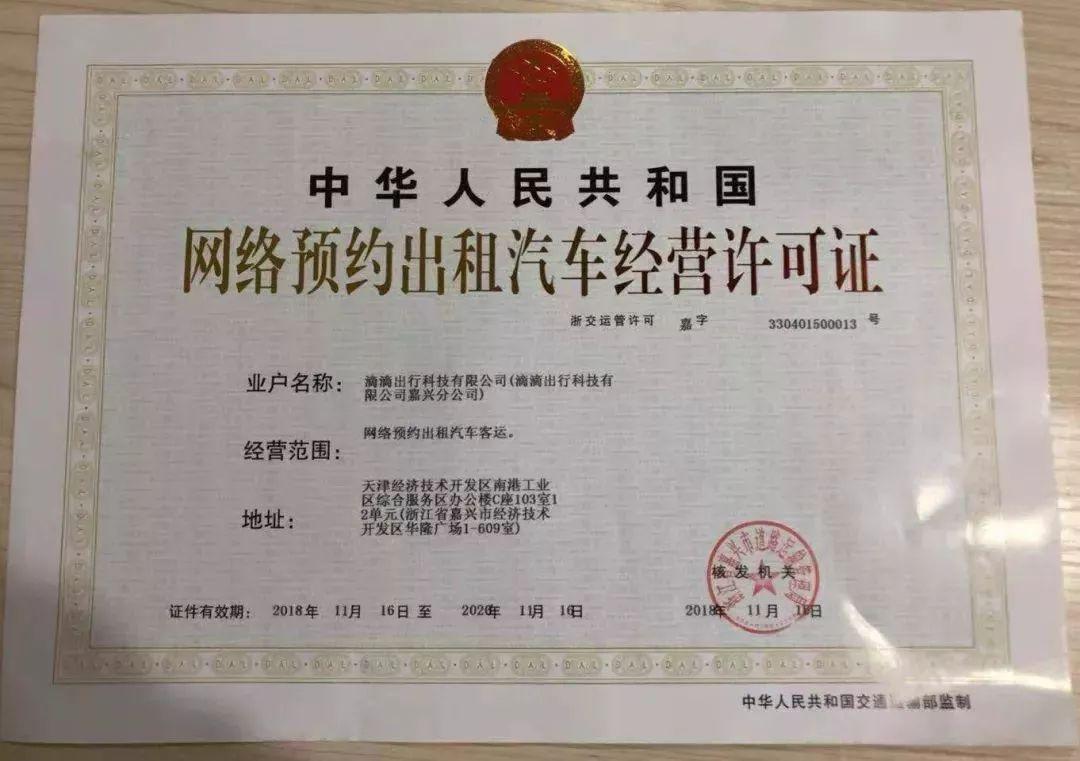 中华人民共和国
网络预约出租汽车经营许可证
浙交运管许可 嘉 字 330401500013 号
业户名称： 滴滴出行科技有限公司(滴滴出行科技有
限公司嘉兴分公司)
经营范围： 网络预约出租汽车客运。
地址： 天津经济技术开发区南港工业
区综合服务区办公楼C座103室1
2单元(浙江省嘉兴市经济技术
开发区华隆广场1-609室)
核发机关
证件有效期： 2018年 11月 16日 至 2026年 11月 16日
2018年 11月 16日
中华人民共和国交通运输部监制